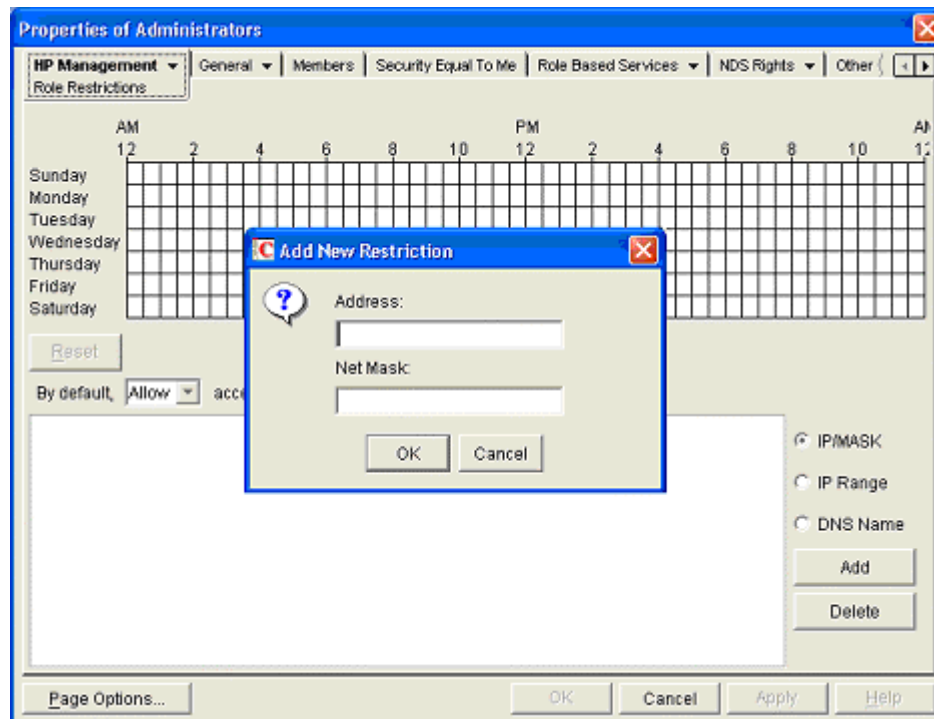 Properties of Administrators
HP Management General Members Security Equal To Me Role Based Services NDS Rights Other
Role Restrictions
AM PM
12 2 4 6 8 10 12 2 4 6 8 10
Sunday
Monday
Tuesday
Wednesday
Thursday
Friday
Saturday
Add New Restriction
Address:
Net Mask:
OK Cancel
Reset
By default, Allow
IP/MASK
IP Range
DNS Name
Add
Delete
Page Options... OK Cancel Apply Help